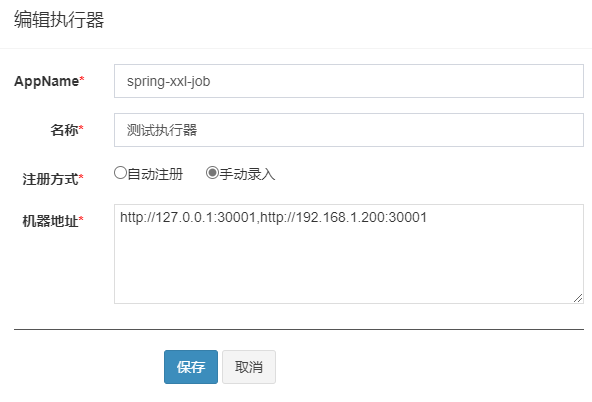 编辑执行器
AppName*
spring-xxl-job
名称*
测试执行器
注册方式*
自动注册 手动录入
机器地址*
http://127.0.0.1:30001,http://192.168.1.200:30001
保存 取消